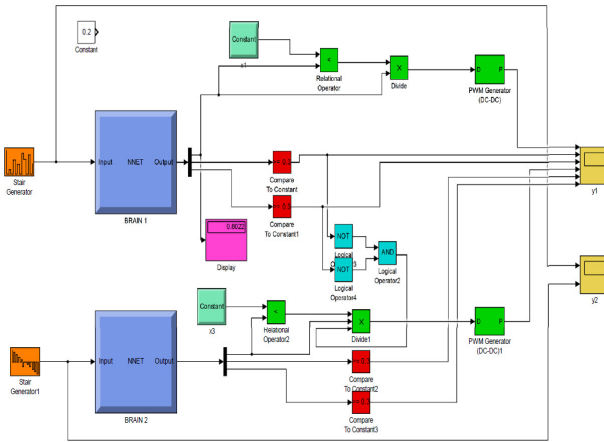 0.2
Constant
Constant
x1
<
Relational
Operator
X
Divide
D P
PWM Generator
(DC-DC)
Stair
Generator
Input NNET Output
BRAIN 1
Compare
To Constant
Compare
To Constant1
y1
0.8022
Display
NOT
Logical
NOT
Logical
Operator4
AND
Logical
Operator2
y2
Constant
x3
<
Relational
Operator2
X
Divide1
D P
PWM Generator
(DC-DC)1
Stair
Generator1
Input NNET Output
BRAIN 2
Compare
To Constant2
Compare
To Constant3